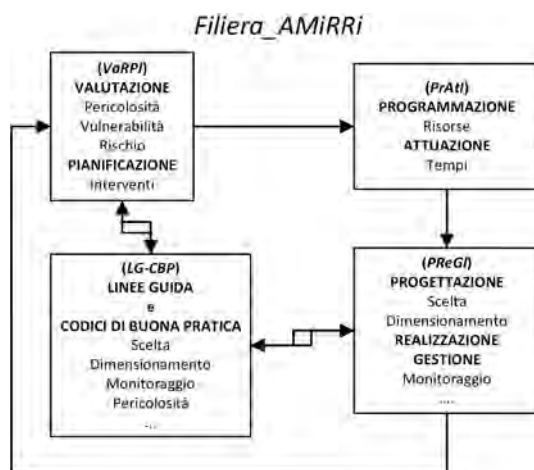 Filiera_AMiRRi
(VaRPI)
VALUTAZIONE
Pericolosità
Vulnerabilità
Rischio
PIANIFICAZIONE
Interventi
(PrAtI)
PROGRAMMAZIONE
Risorse
ATTUAZIONE
Tempi
(LG-CBP)
LINEE GUIDA
e
CODICI DI BUONA PRATICA
Scelta
Dimensionamento
Monitoraggio
Pericolosità
...
(PReGI)
PROGETTAZIONE
Scelta
Dimensionamento
REALIZZAZIONE
GESTIONE
Monitoraggio
....